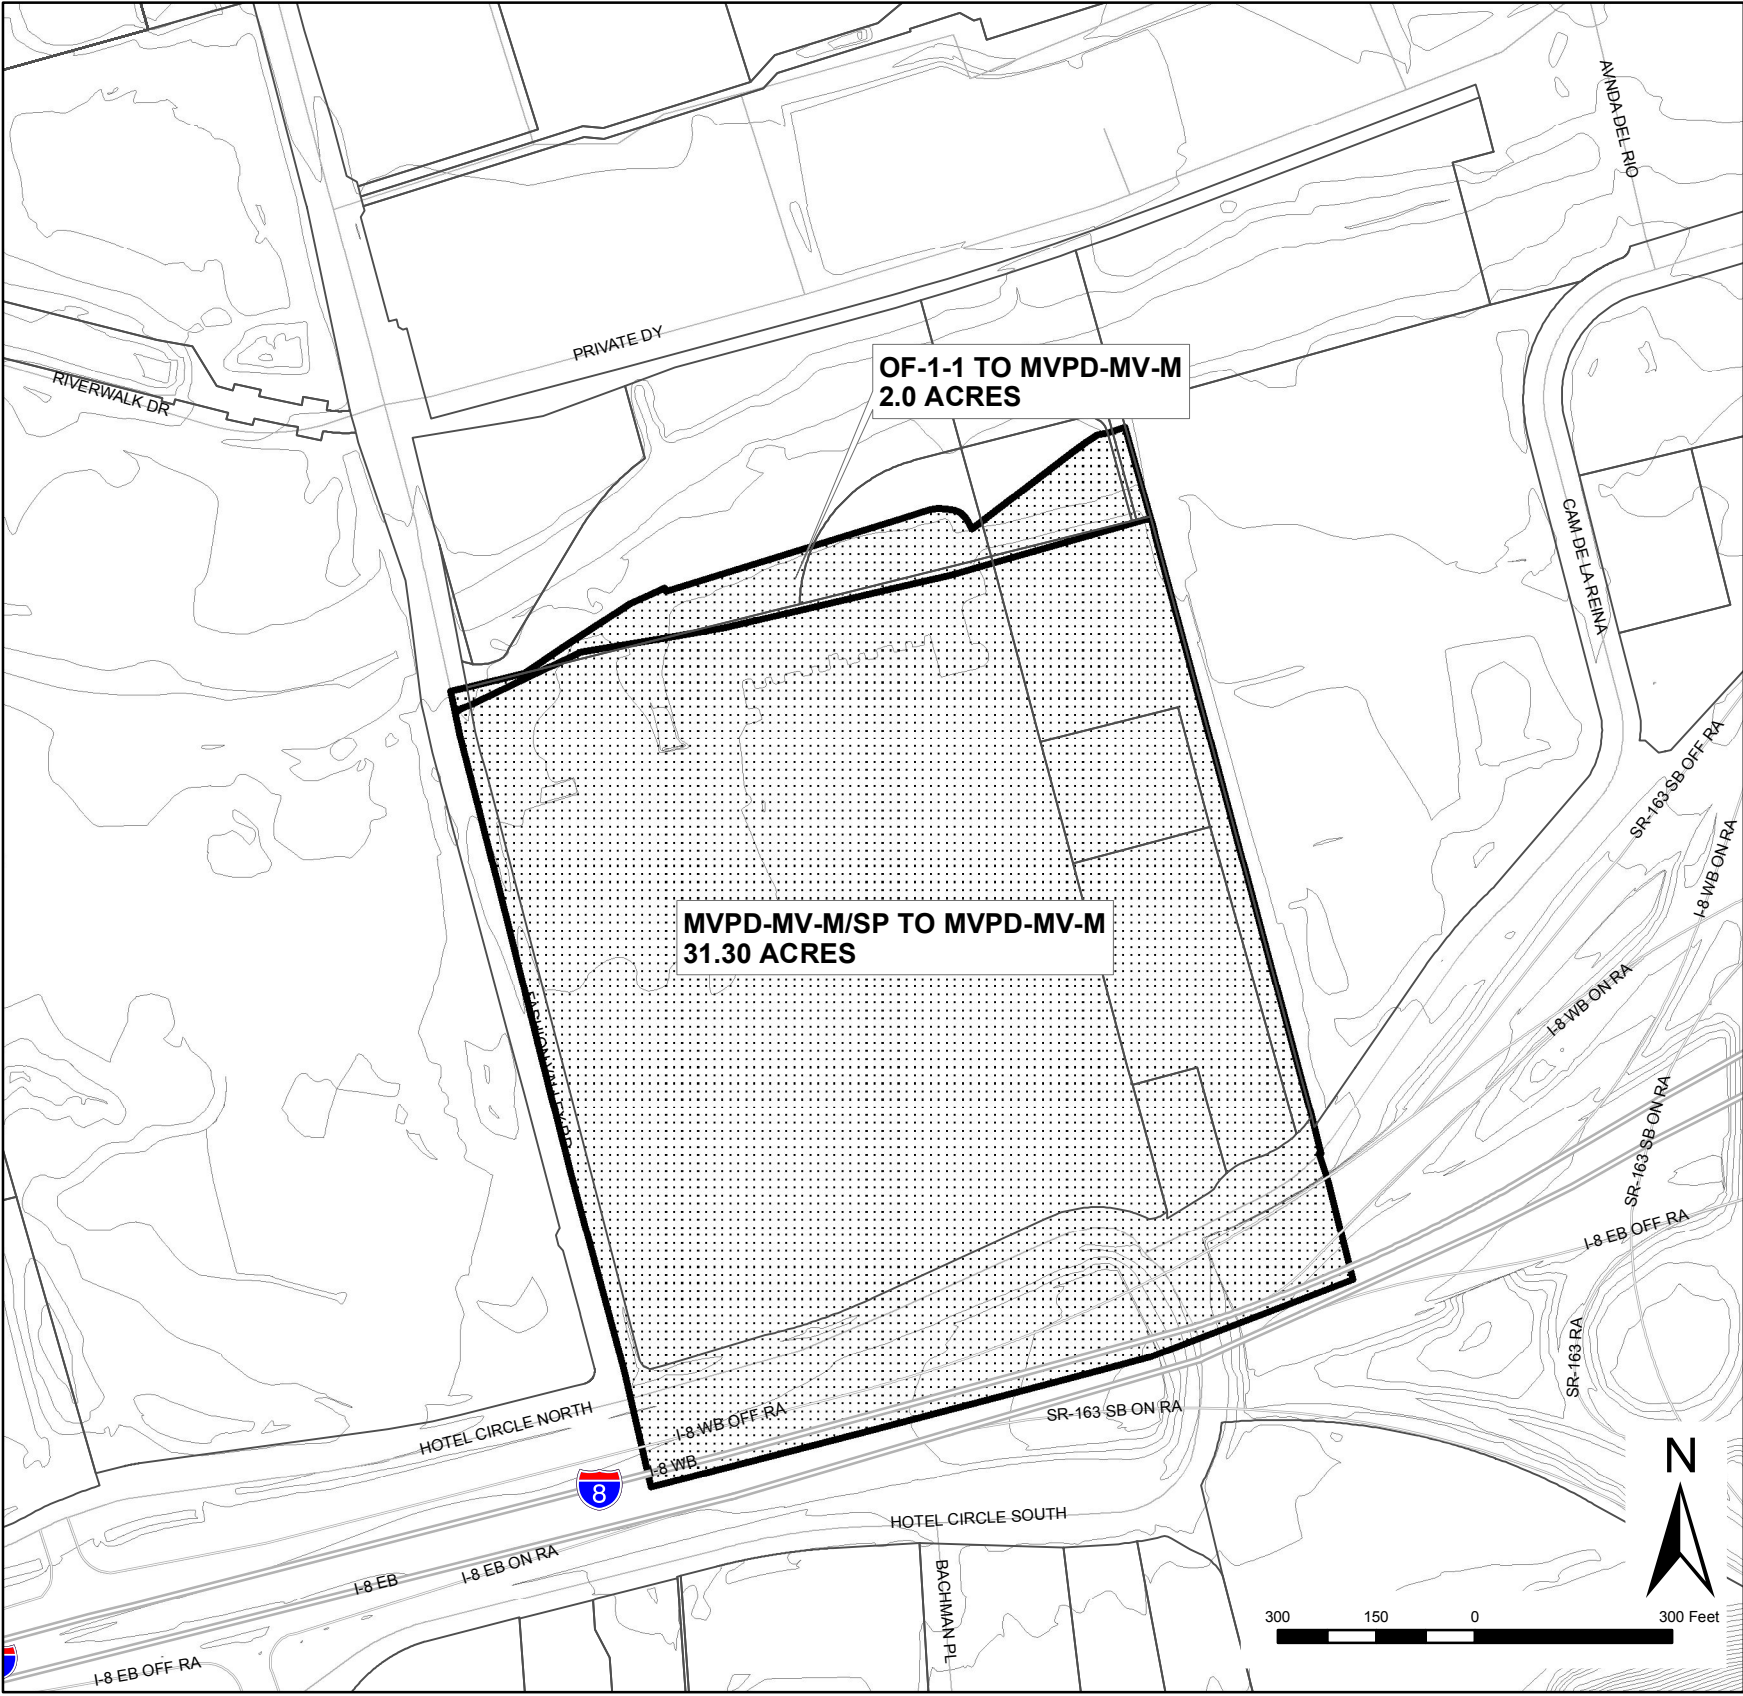 AVNDA DEL RIO
PRIVATE DY
RIVERWALK DR
OF-1-1 TO MVPD-MV-M
2.0 ACRES
CAM DE LA REINA
SR-163 SB OFF RA
I-8 WB ON RA
MVPD-MV-M/SP TO MVPD-MV-M
31.30 ACRES
I-8 WB ON RA
FASHION VALLEY RD
SR-163 SB ON RA
I-8 EB OFF RA
SR-163 RA
HOTEL CIRCLE NORTH
I-8 WB OFF RA
SR-163 SB ON RA
I-8 WB
8
N
HOTEL CIRCLE SOUTH
I-8 EB
I-8 EB ON RA
BACHMAN PL
I-8 EB OFF RA
300 150 0 300 Feet